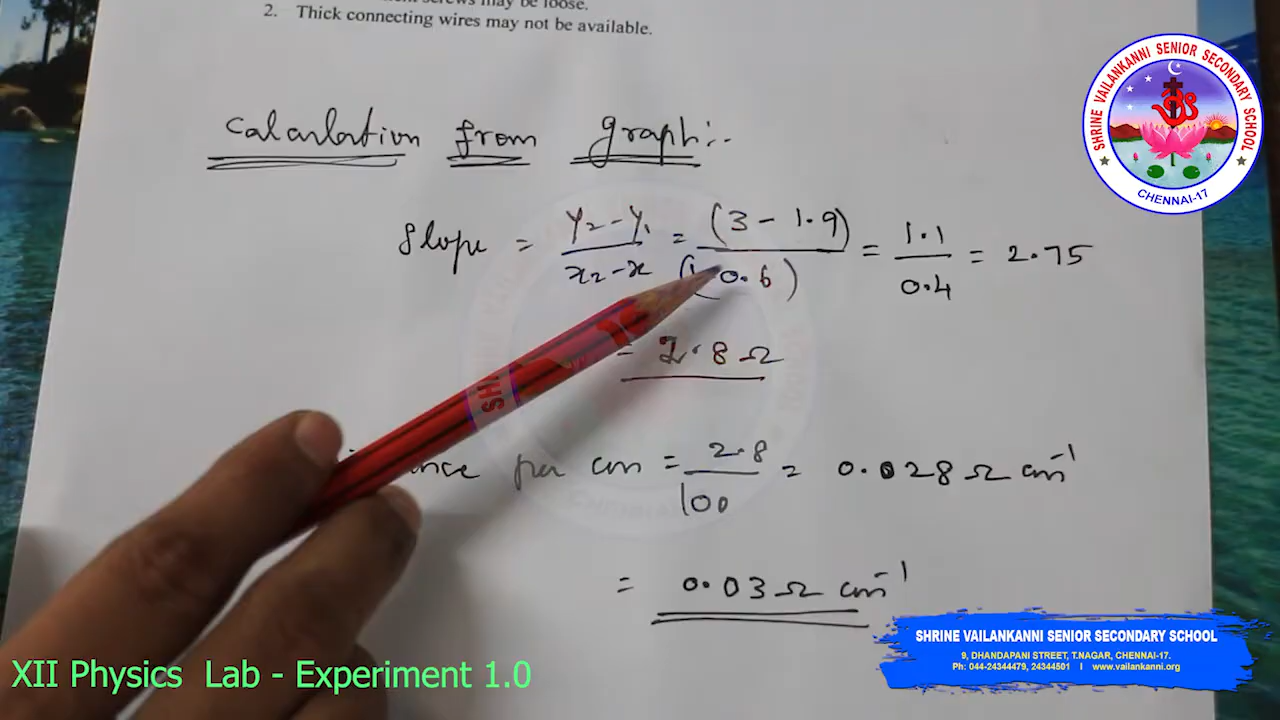 may be loose.
2. Thick connecting wires may not be available.
Calculation from graph:-
Slope = y₂-y₁ / x₂-x = (3 - 1.9) / ( 0.6) = 1.1 / 0.4 = 2.75
= 2.8 Ω
per cm = 2.8 / 100 = 0.028 Ω cm⁻¹
= 0.03 Ω cm⁻¹
SHRINE VAILANKANNI SENIOR SECONDARY SCHOOL
CHENNAI-17
SHRINE VAILANKANNI SENIOR SECONDARY SCHOOL
9, DHANDAPANI STREET, T.NAGAR, CHENNAI-17.
Ph: 044-24344479, 24344501 I www.vailankanni.org
XII Physics Lab - Experiment 1.0